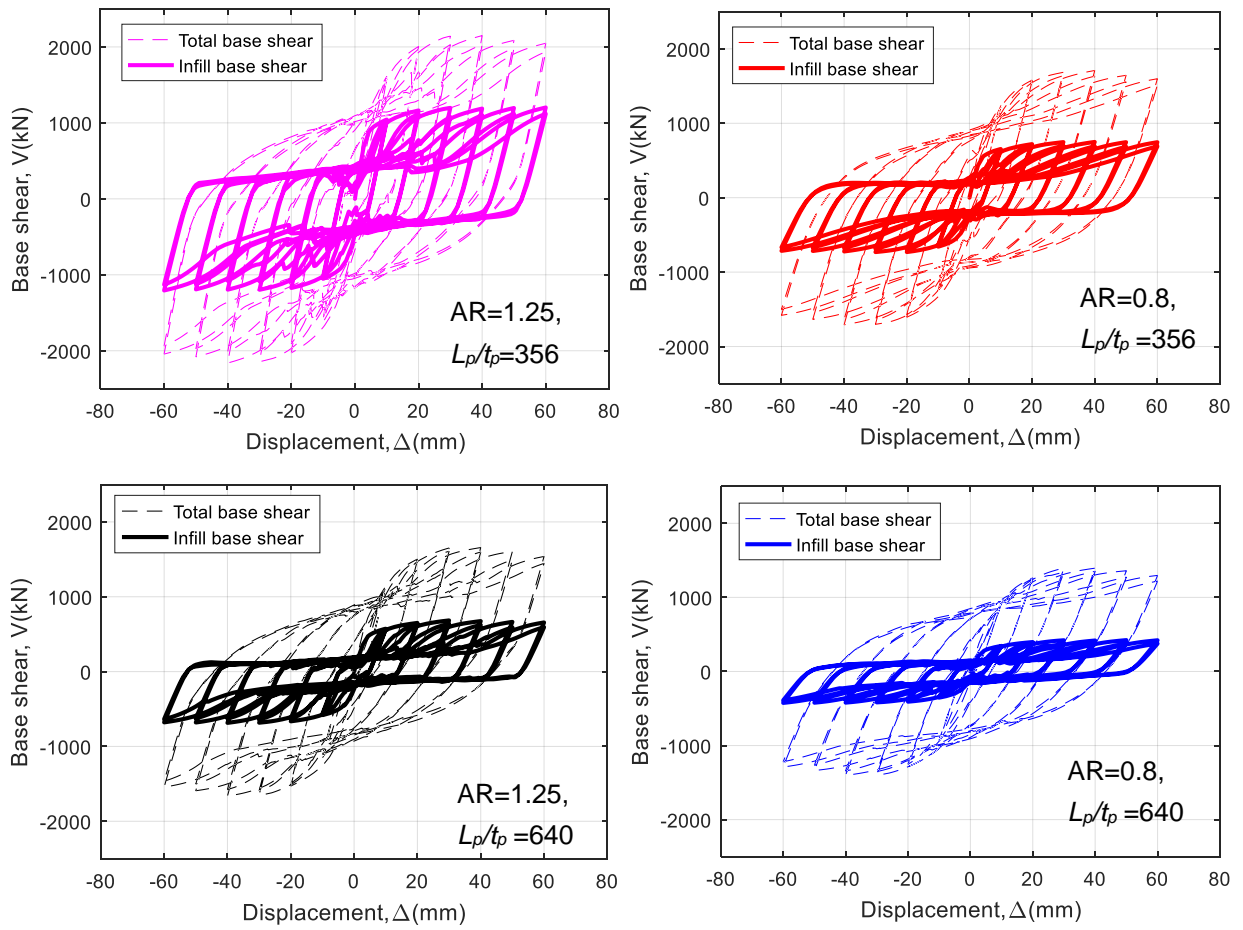 Total base shear
Infill base shear
2000
1000
0
-1000
-2000
Base shear, V(kN)
AR=1.25,
Lp/tp=356
-80 -60 -40 -20 0 20 40 60 80
Displacement, Δ(mm)
Total base shear
Infill base shear
2000
1000
0
-1000
-2000
Base shear, V(kN)
AR=0.8,
Lp/tp =356
-80 -60 -40 -20 0 20 40 60 80
Displacement, Δ(mm)
Total base shear
Infill base shear
2000
1000
0
-1000
-2000
Base shear, V(kN)
AR=1.25,
Lp/tp =640
-80 -60 -40 -20 0 20 40 60 80
Displacement, Δ(mm)
Total base shear
Infill base shear
2000
1000
0
-1000
-2000
Base shear, V(kN)
AR=0.8,
Lp/tp =640
-80 -60 -40 -20 0 20 40 60 80
Displacement, Δ(mm)